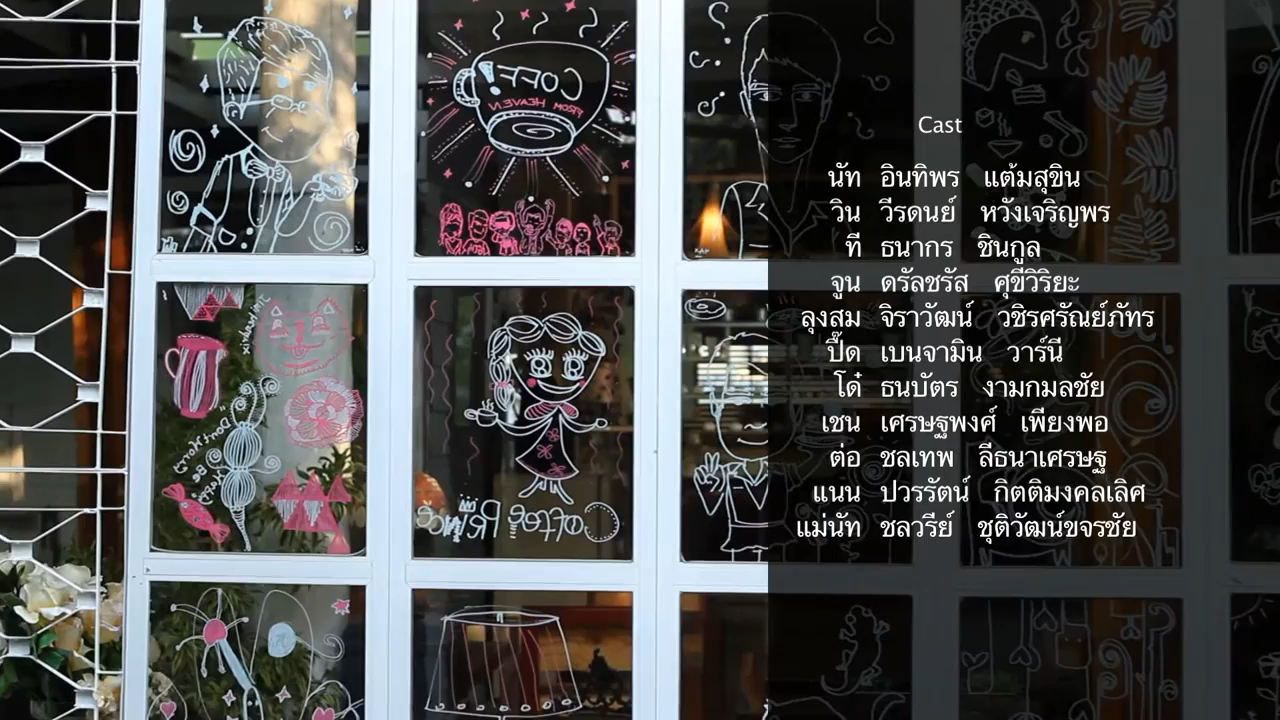 COFFEE
FROM HEAVEN
Cast
นัท อินทิพร แต้มสุขิน
วิน วีรดนย์ หวังเจริญพร
ที ธนากร ชินกูล
จูน ดรัลชรัส ศุขีวิริยะ
ลุงสม จิราวัฒน์ วชิรศรัณย์ภัทร
ปี๊ด เบนจามิน วาร์นี
โด๋ ธนบัตร งามกมลชัย
เชน เศรษฐพงศ์ เพียงพอ
ต่อ ชลเทพ ลีธนาเศรษฐ
แนน ปวรรัตน์ กิตติมงคลเลิศ
แม่นัท ชลวรีย์ ชุติวัฒน์ขจรชัย
Don't Worry
Be
Coffee Princess